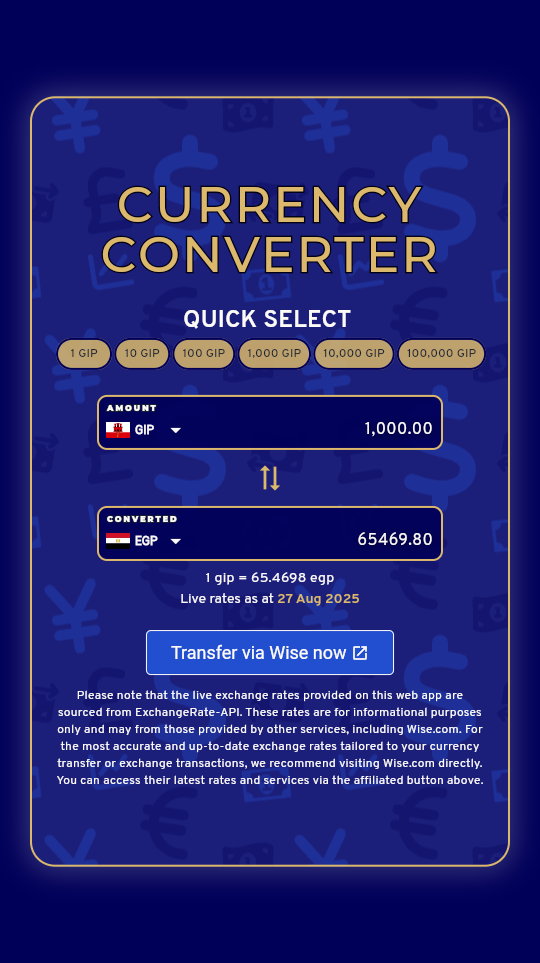 CURRENCY
CONVERTER
QUICK SELECT
1 GIP 10 GIP 100 GIP 1,000 GIP 10,000 GIP 100,000 GIP
AMOUNT
GIP 1,000.00
CONVERTED
EGP 65469.80
1 gip = 65.4698 egp
Live rates as at 27 Aug 2025
Transfer via Wise now
Please note that the live exchange rates provided on this web app are
sourced from ExchangeRate-API. These rates are for informational purposes
only and may from those provided by other services, including Wise.com. For
the most accurate and up-to-date exchange rates tailored to your currency
transfer or exchange transactions, we recommend visiting Wise.com directly.
You can access their latest rates and services via the affiliated button above.